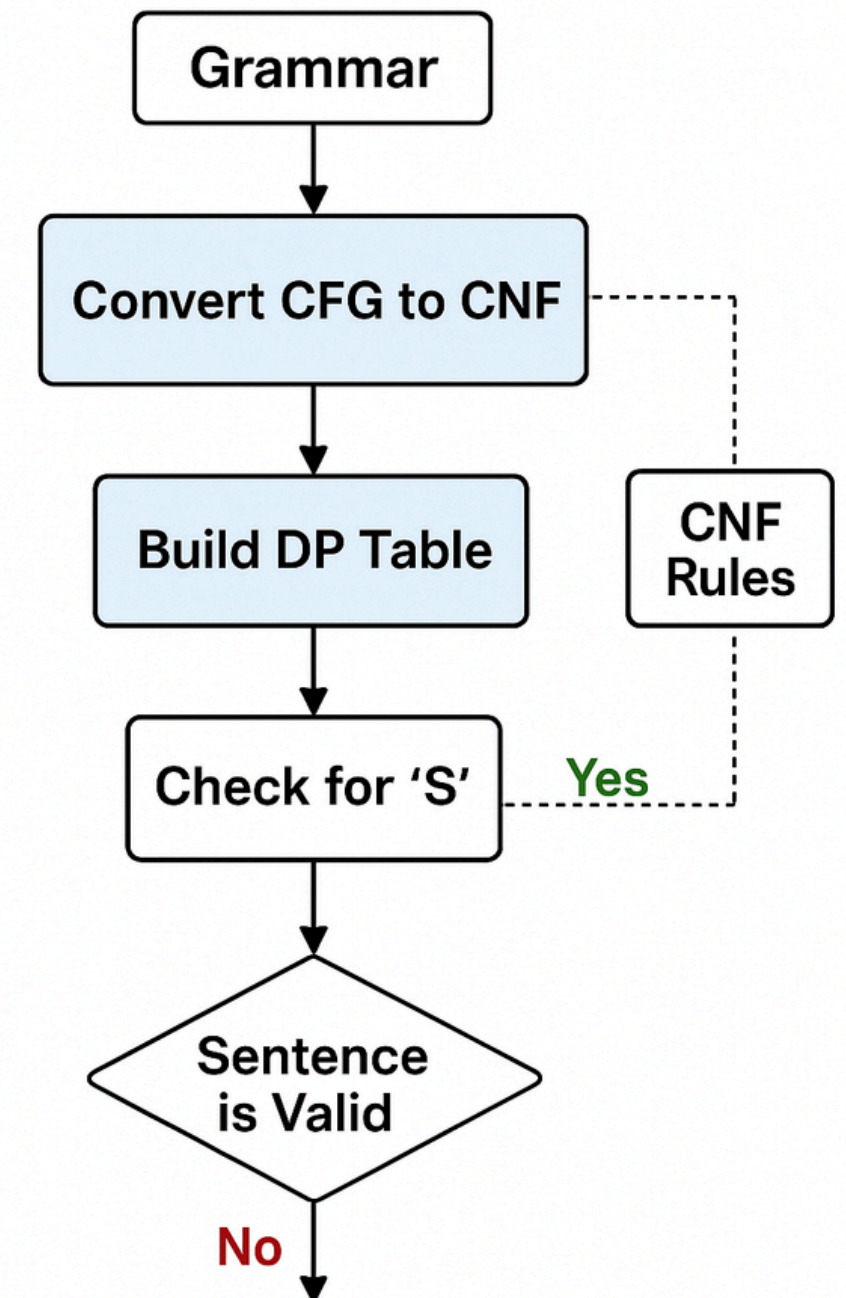 Grammar
Convert CFG to CNF
Build DP Table
CNF
Rules
Check for ‘S’
Yes
Sentence
is Valid
No